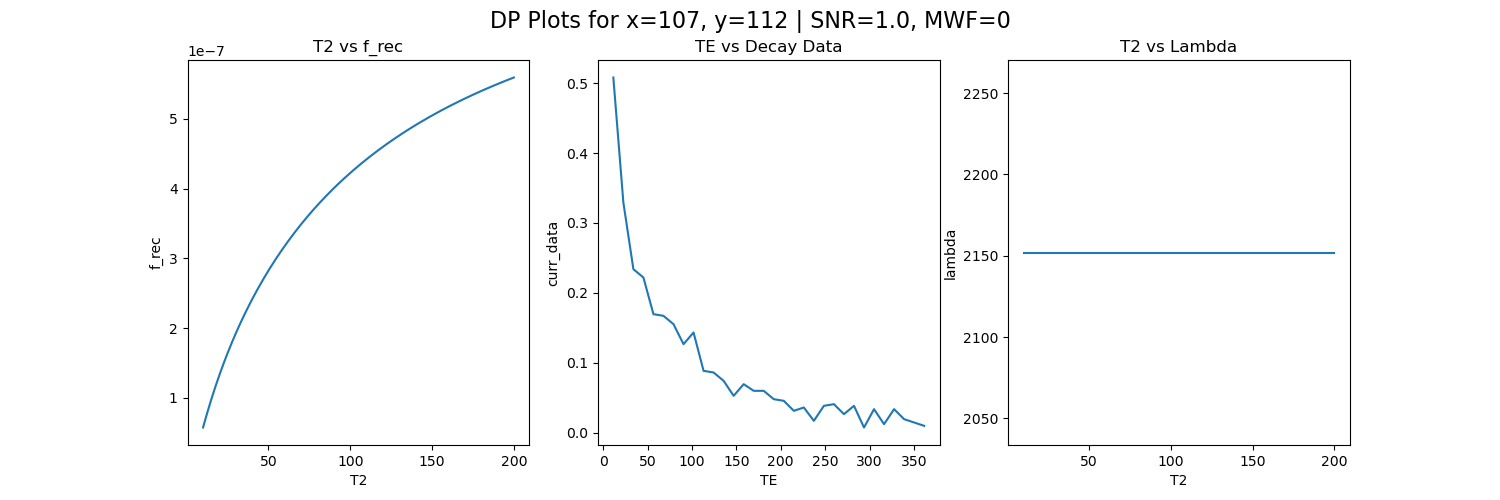 DP Plots for x=107, y=112 | SNR=1.0, MWF=0
T2 vs f_rec
1e−7
5
4
3
2
1
f_rec
50
100
150
200
T2
TE vs Decay Data
0.5
0.4
0.3
0.2
0.1
0.0
curr_data
0
50
100
150
200
250
300
350
TE
T2 vs Lambda
2250
2200
2150
2100
2050
lambda
50
100
150
200
T2